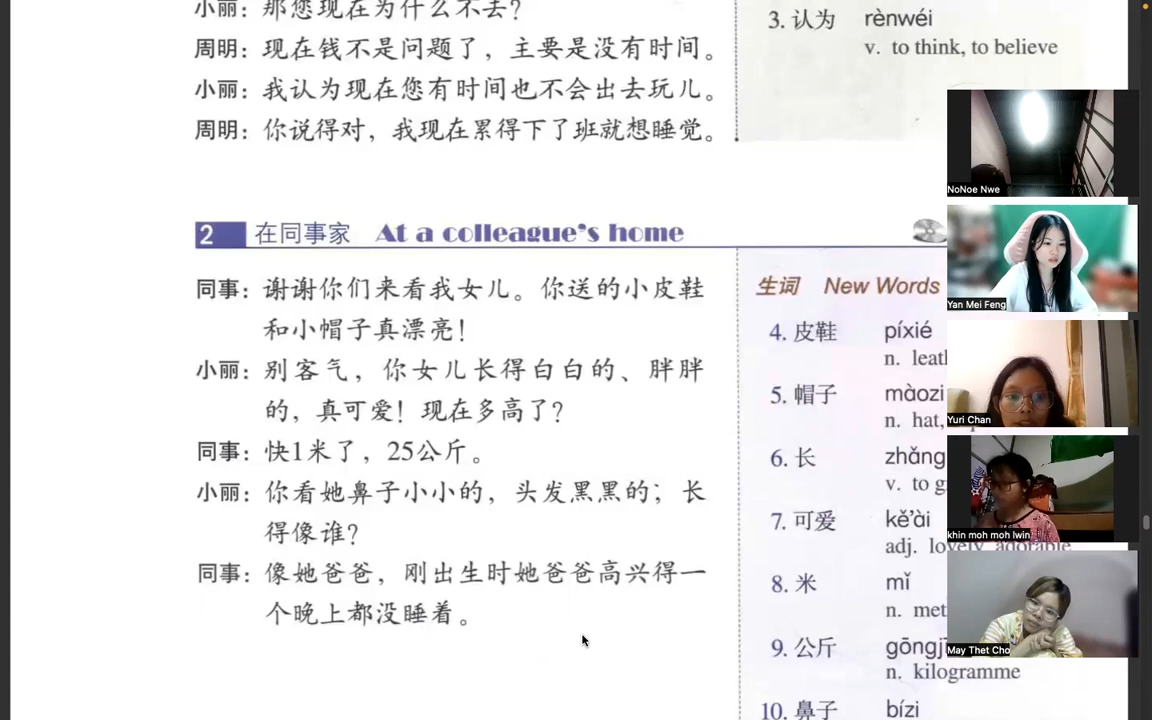 小丽：那您现在为什么不去？
周明：现在钱不是问题了，主要是没有时间。
小丽：我认为现在您有时间也不会出去玩儿。
周明：你说得对，我现在累得下了班就想睡觉。
3. 认为 rènwéi
v. to think, to believe
2 在同事家 At a colleague's home
同事：谢谢你们来看我女儿。你送的小皮鞋
和小帽子真漂亮！
小丽：别客气，你女儿长得白白的、胖胖
的，真可爱！现在多高了？
同事：快1米了，25公斤。
小丽：你看她鼻子小小的，头发黑黑的；长
得像谁？
同事：像她爸爸，刚出生时她爸爸高兴得一
个晚上都没睡着。
生词 New Words
4. 皮鞋 píxié
n.
5. 帽子 màozi
n. hat,
6. 长 zhǎng
v. to
7. 可爱 kě'ài
adj. lovely, adorable
8. 米 mǐ
n.
9. 公斤
n. kilogramme
10. 鼻子 bízi
NoNoe Nwe
Yan Mei Feng
Yuri Chan
khin moh moh lwin
May Thet Cho